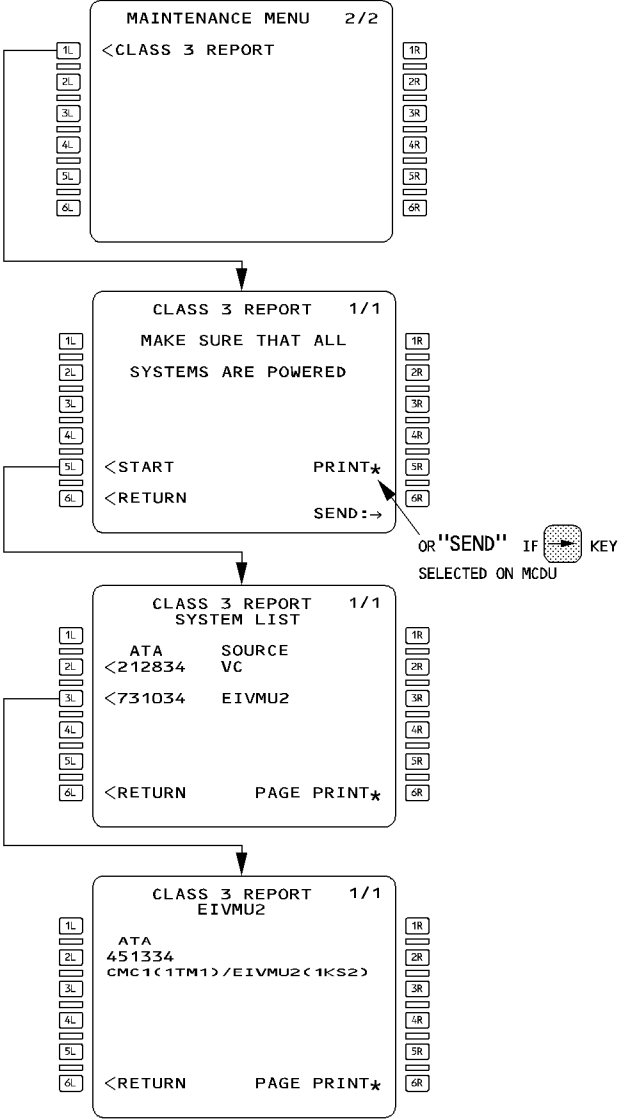 MAINTENANCE MENU 2/2
1L <CLASS 3 REPORT 1R
2L 2R
3L 3R
4L 4R
5L 5R
6L 6R
CLASS 3 REPORT 1/1
1L MAKE SURE THAT ALL 1R
2L SYSTEMS ARE POWERED 2R
3L 3R
4L 4R
5L <START PRINT* 5R
6L <RETURN 6R
SEND:→
OR "SEND" IF → KEY
SELECTED ON MCDU
CLASS 3 REPORT 1/1
SYSTEM LIST
1L 1R
ATA SOURCE
2L <212834 VC 2R
3L <731034 EIVMU2 3R
4L 4R
5L 5R
6L <RETURN PAGE PRINT* 6R
CLASS 3 REPORT 1/1
EIVMU2
1L 1R
ATA
2L 451334 2R
CMC1(1TM1)/EIVMU2(1KS2)
3L 3R
4L 4R
5L 5R
6L <RETURN PAGE PRINT* 6R